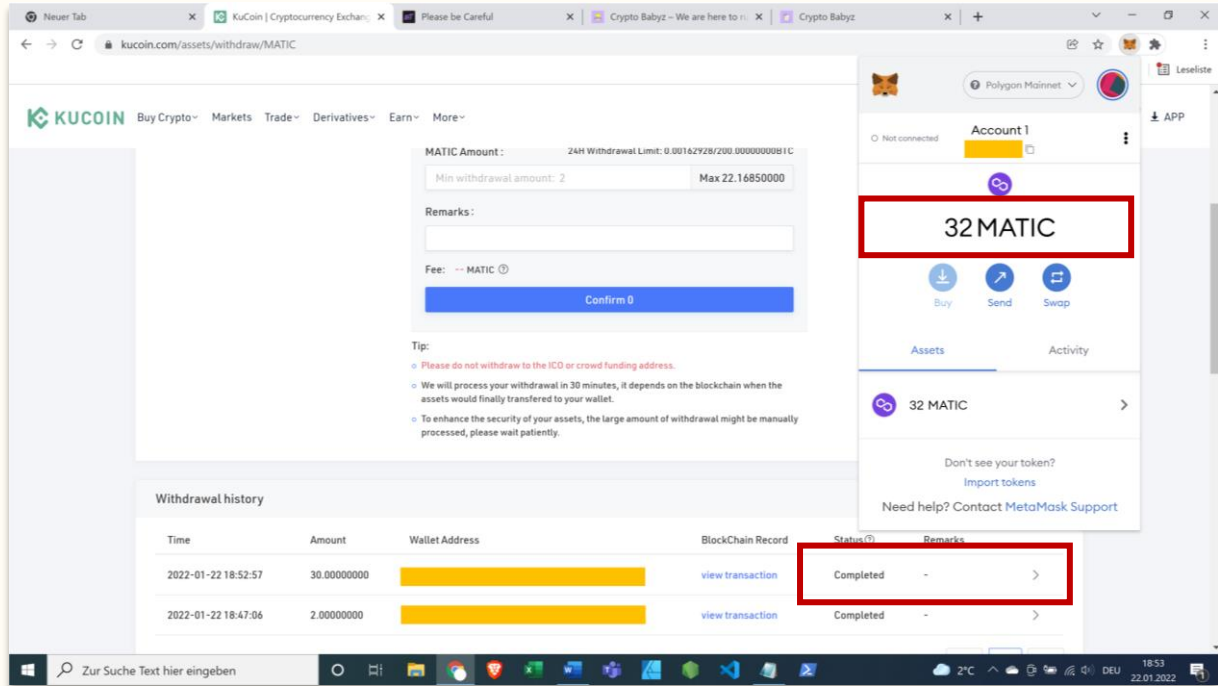 Neuer Tab
KuCoin | Cryptocurrency Exchang
Please be Careful
Crypto Babyz – We are here to
Crypto Babyz
kucoin.com/assets/withdraw/MATIC
Leseliste
KUCOIN Buy Crypto Markets Trade Derivatives Earn More
APP
Polygon Mainnet
Not connected
Account 1
MATIC Amount :
24H Withdrawal Limit: 0.00162928/200.00000000BTC
Min withdrawal amount: 2
Max 22.16850000
Remarks :
Fee: -- MATIC
Confirm 0
32 MATIC
Buy Send Swap
Assets Activity
32 MATIC
Don't see your token?
Import tokens
Need help? Contact MetaMask Support
Tip:
Please do not withdraw to the ICO or crowd funding address.
We will process your withdrawal in 30 minutes, it depends on the blockchain when the
assets would finally transfered to your wallet.
To enhance the security of your assets, the large amount of withdrawal might be manually
processed, please wait patiently.
Withdrawal history
Time Amount Wallet Address BlockChain Record Status Remarks
2022-01-22 18:52:57 30.00000000 view transaction Completed -
2022-01-22 18:47:06 2.00000000 view transaction Completed -
Zur Suche Text hier eingeben
2°C
DEU
18:53
22.01.2022